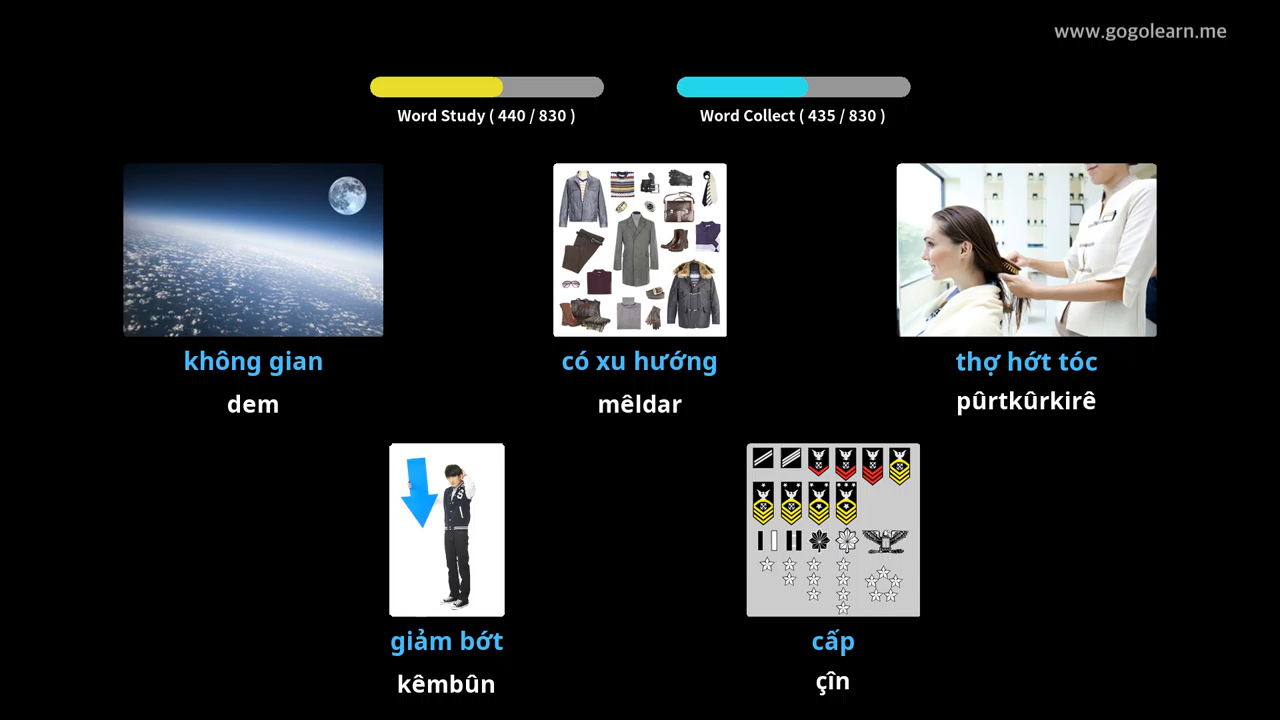 www.gogolearn.me
Word Study ( 440 / 830 )
Word Collect ( 435 / 830 )
không gian
dem
có xu hướng
mêldar
thợ hớt tóc
pûrtkûrkirê
giảm bớt
kêmbûn
cấp
çîn